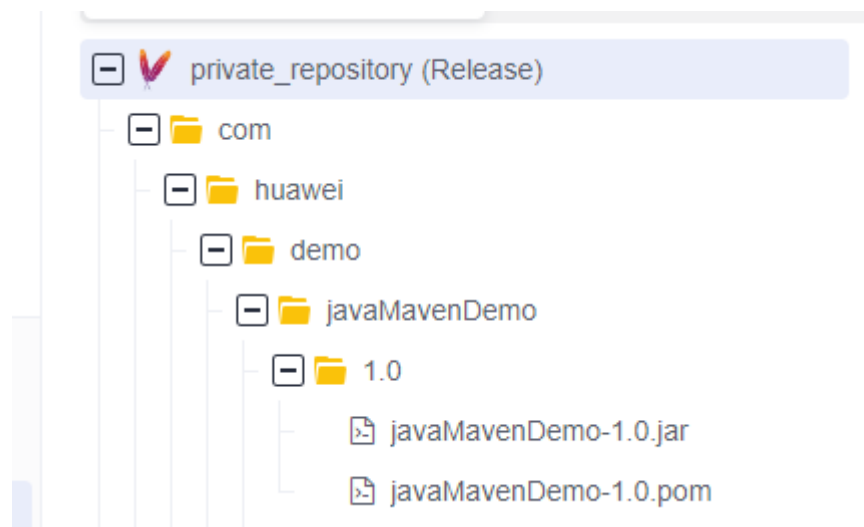 private_repository (Release)
com
huawei
demo
javaMavenDemo
1.0
javaMavenDemo-1.0.jar
javaMavenDemo-1.0.pom